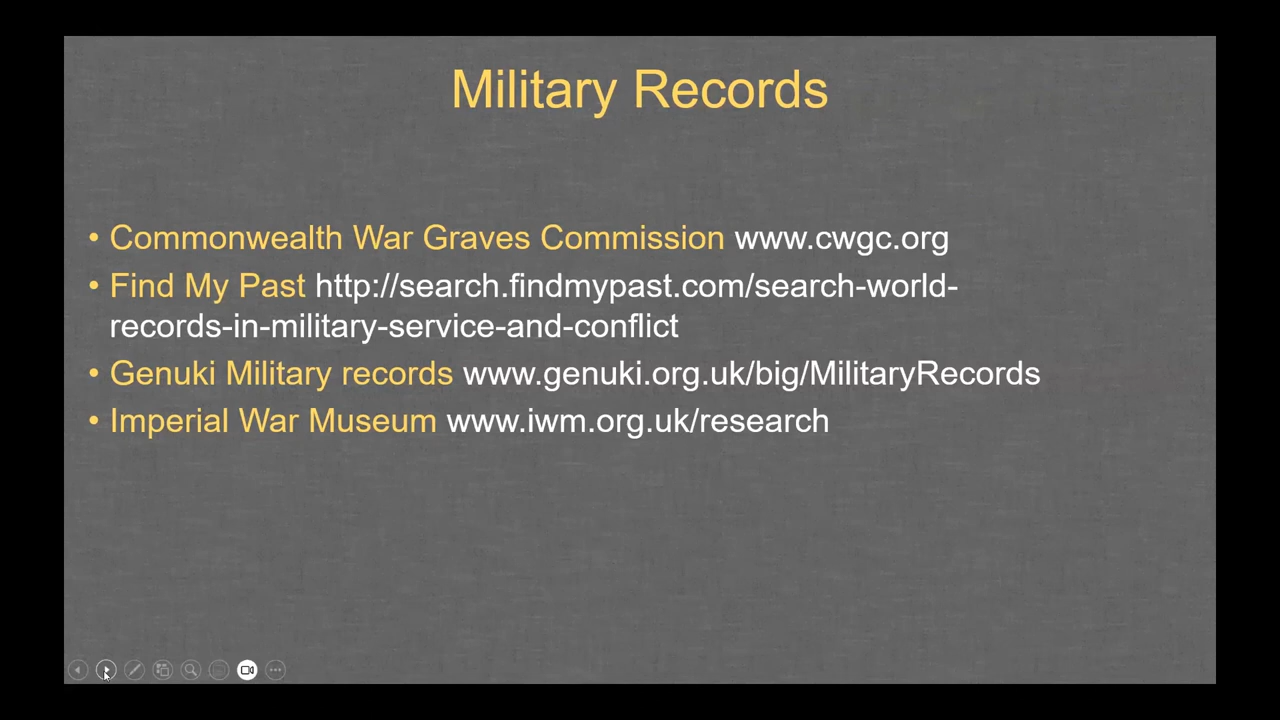 Military Records
• Commonwealth War Graves Commission www.cwgc.org
• Find My Past http://search.findmypast.com/search-world-
records-in-military-service-and-conflict
• Genuki Military records www.genuki.org.uk/big/MilitaryRecords
• Imperial War Museum www.iwm.org.uk/research